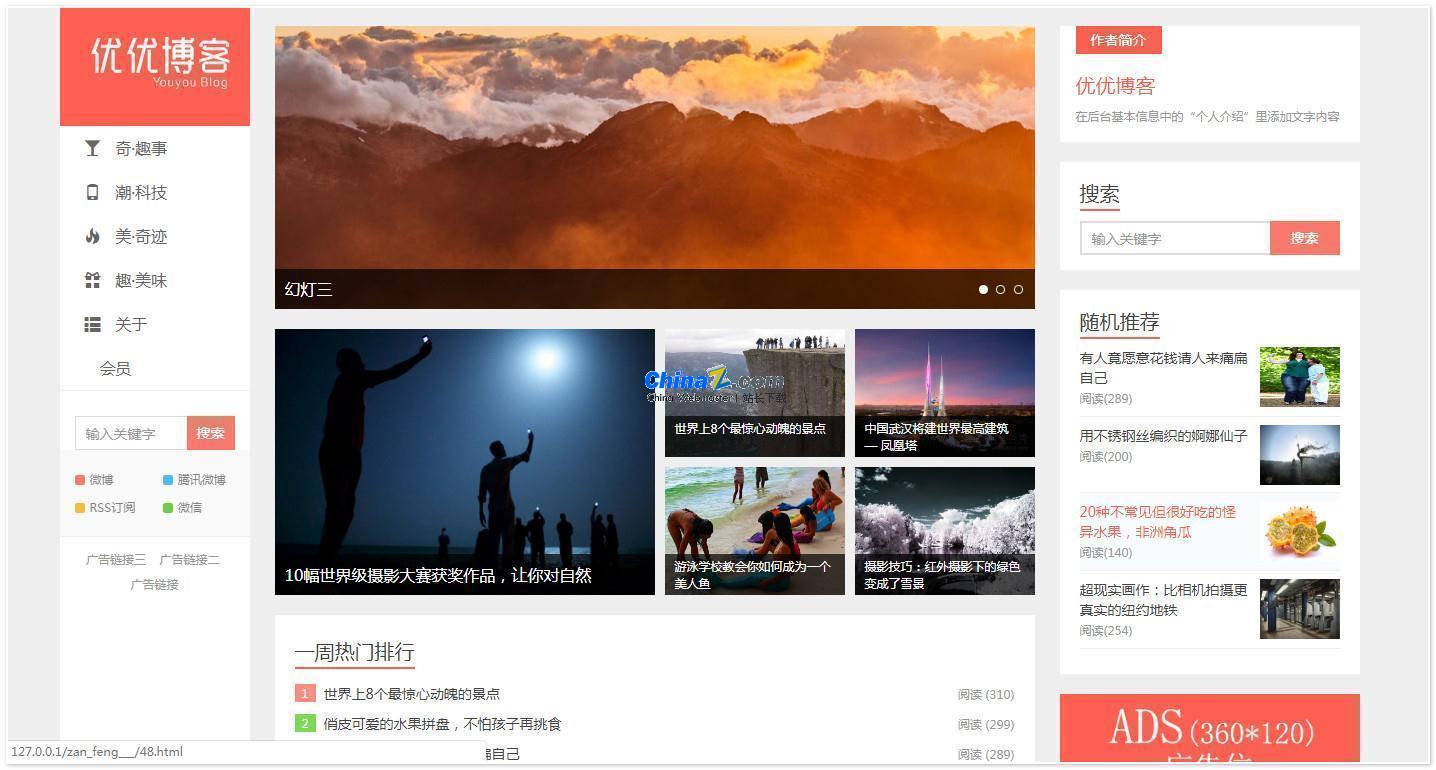 优优博客
Youyou Blog
奇·趣事
潮·科技
美·奇迹
趣·美味
关于
会员
输入关键字
搜索
微博
腾讯微博
RSS订阅
微信
广告链接三
广告链接二
广告链接
幻灯三
10幅世界级摄影大赛获奖作品，让你对自然
世界上8个最惊心动魄的景点
中国武汉将建世界最高建筑
— 凤凰塔
游泳学校教会你如何成为一个
美人鱼
摄影技巧：红外摄影下的绿色
变成了雪景
ChinaZ.com
China Webmaster | 站长下载
一周热门排行
1 世界上8个最惊心动魄的景点 阅读 (310)
2 俏皮可爱的水果拼盘，不怕孩子再挑食 阅读 (299)
扁自己 阅读 (289)
作者简介
优优博客
在后台基本信息中的“个人介绍”里添加文字内容
搜索
输入关键字
搜索
随机推荐
有人竟愿意花钱请人来痛扁
自己
阅读(289)
用不锈钢丝编织的婀娜仙子
阅读(200)
20种不常见但很好吃的怪
异水果，非洲角瓜
阅读(140)
超现实画作：比相机拍摄更
真实的纽约地铁
阅读(254)
ADS (360*120)
广告位
127.0.0.1/zan_feng___/48.html